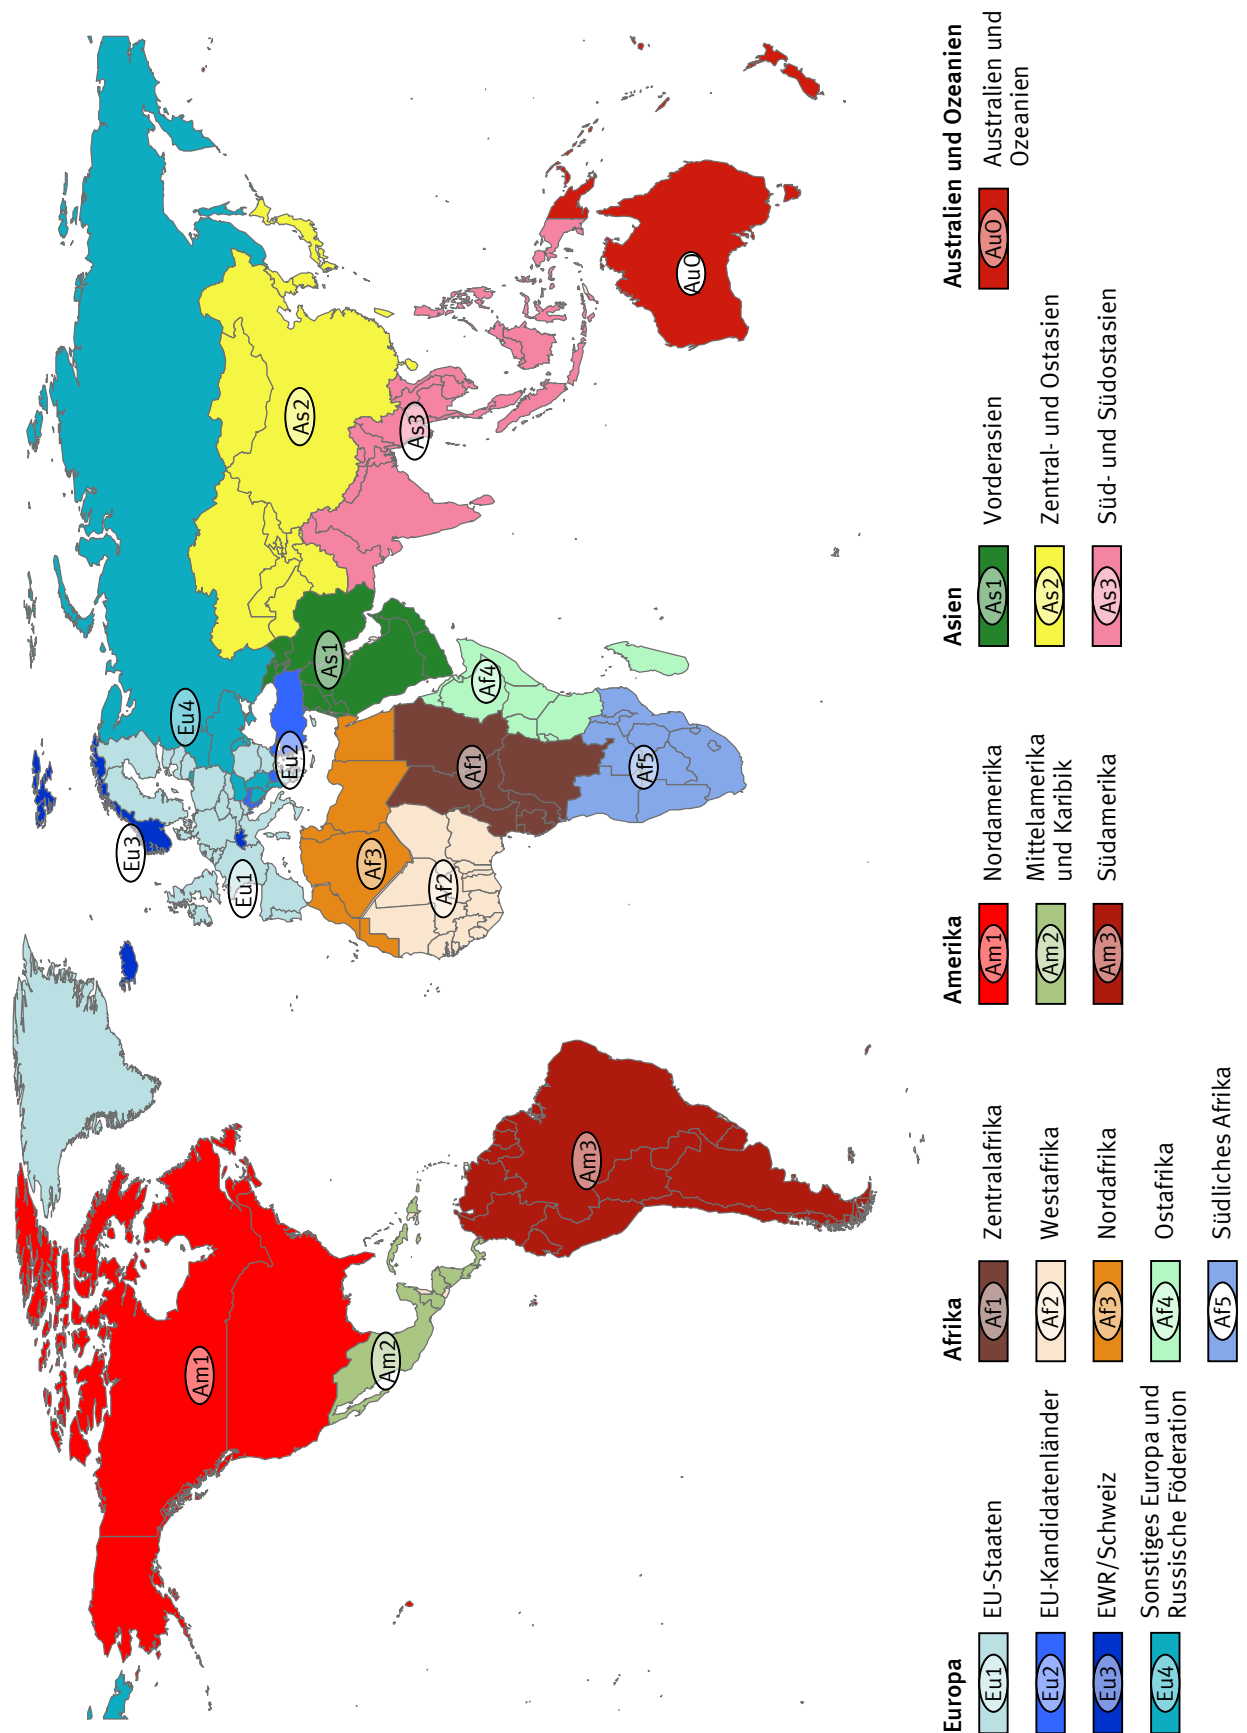 Am1
Am2
Am3
Eu1
Eu2
Eu3
Eu4
Af1
Af2
Af3
Af4
Af5
As1
As2
As3
AuO
Europa
Eu1 EU-Staaten
Eu2 EU-Kandidatenländer
Eu3 EWR/Schweiz
Eu4 Sonstiges Europa und
Russische Föderation
Afrika
Af1 Zentralafrika
Af2 Westafrika
Af3 Nordafrika
Af4 Ostafrika
Af5 Südliches Afrika
Amerika
Am1 Nordamerika
Am2 Mittelamerika
und Karibik
Am3 Südamerika
Asien
As1 Vorderasien
As2 Zentral- und Ostasien
As3 Süd- und Südostasien
Australien und Ozeanien
AuO Australien und
Ozeanien